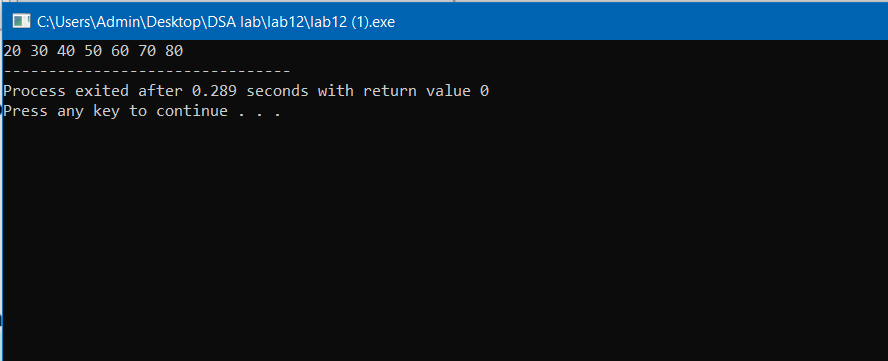 C:\Users\Admin\Desktop\DSA lab\lab12\lab12 (1).exe
20 30 40 50 60 70 80
--------------------------------
Process exited after 0.289 seconds with return value 0
Press any key to continue . . .